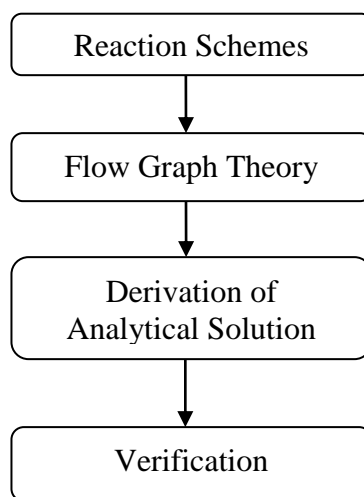 Reaction Schemes
Flow Graph Theory
Derivation of
Analytical Solution
Verification